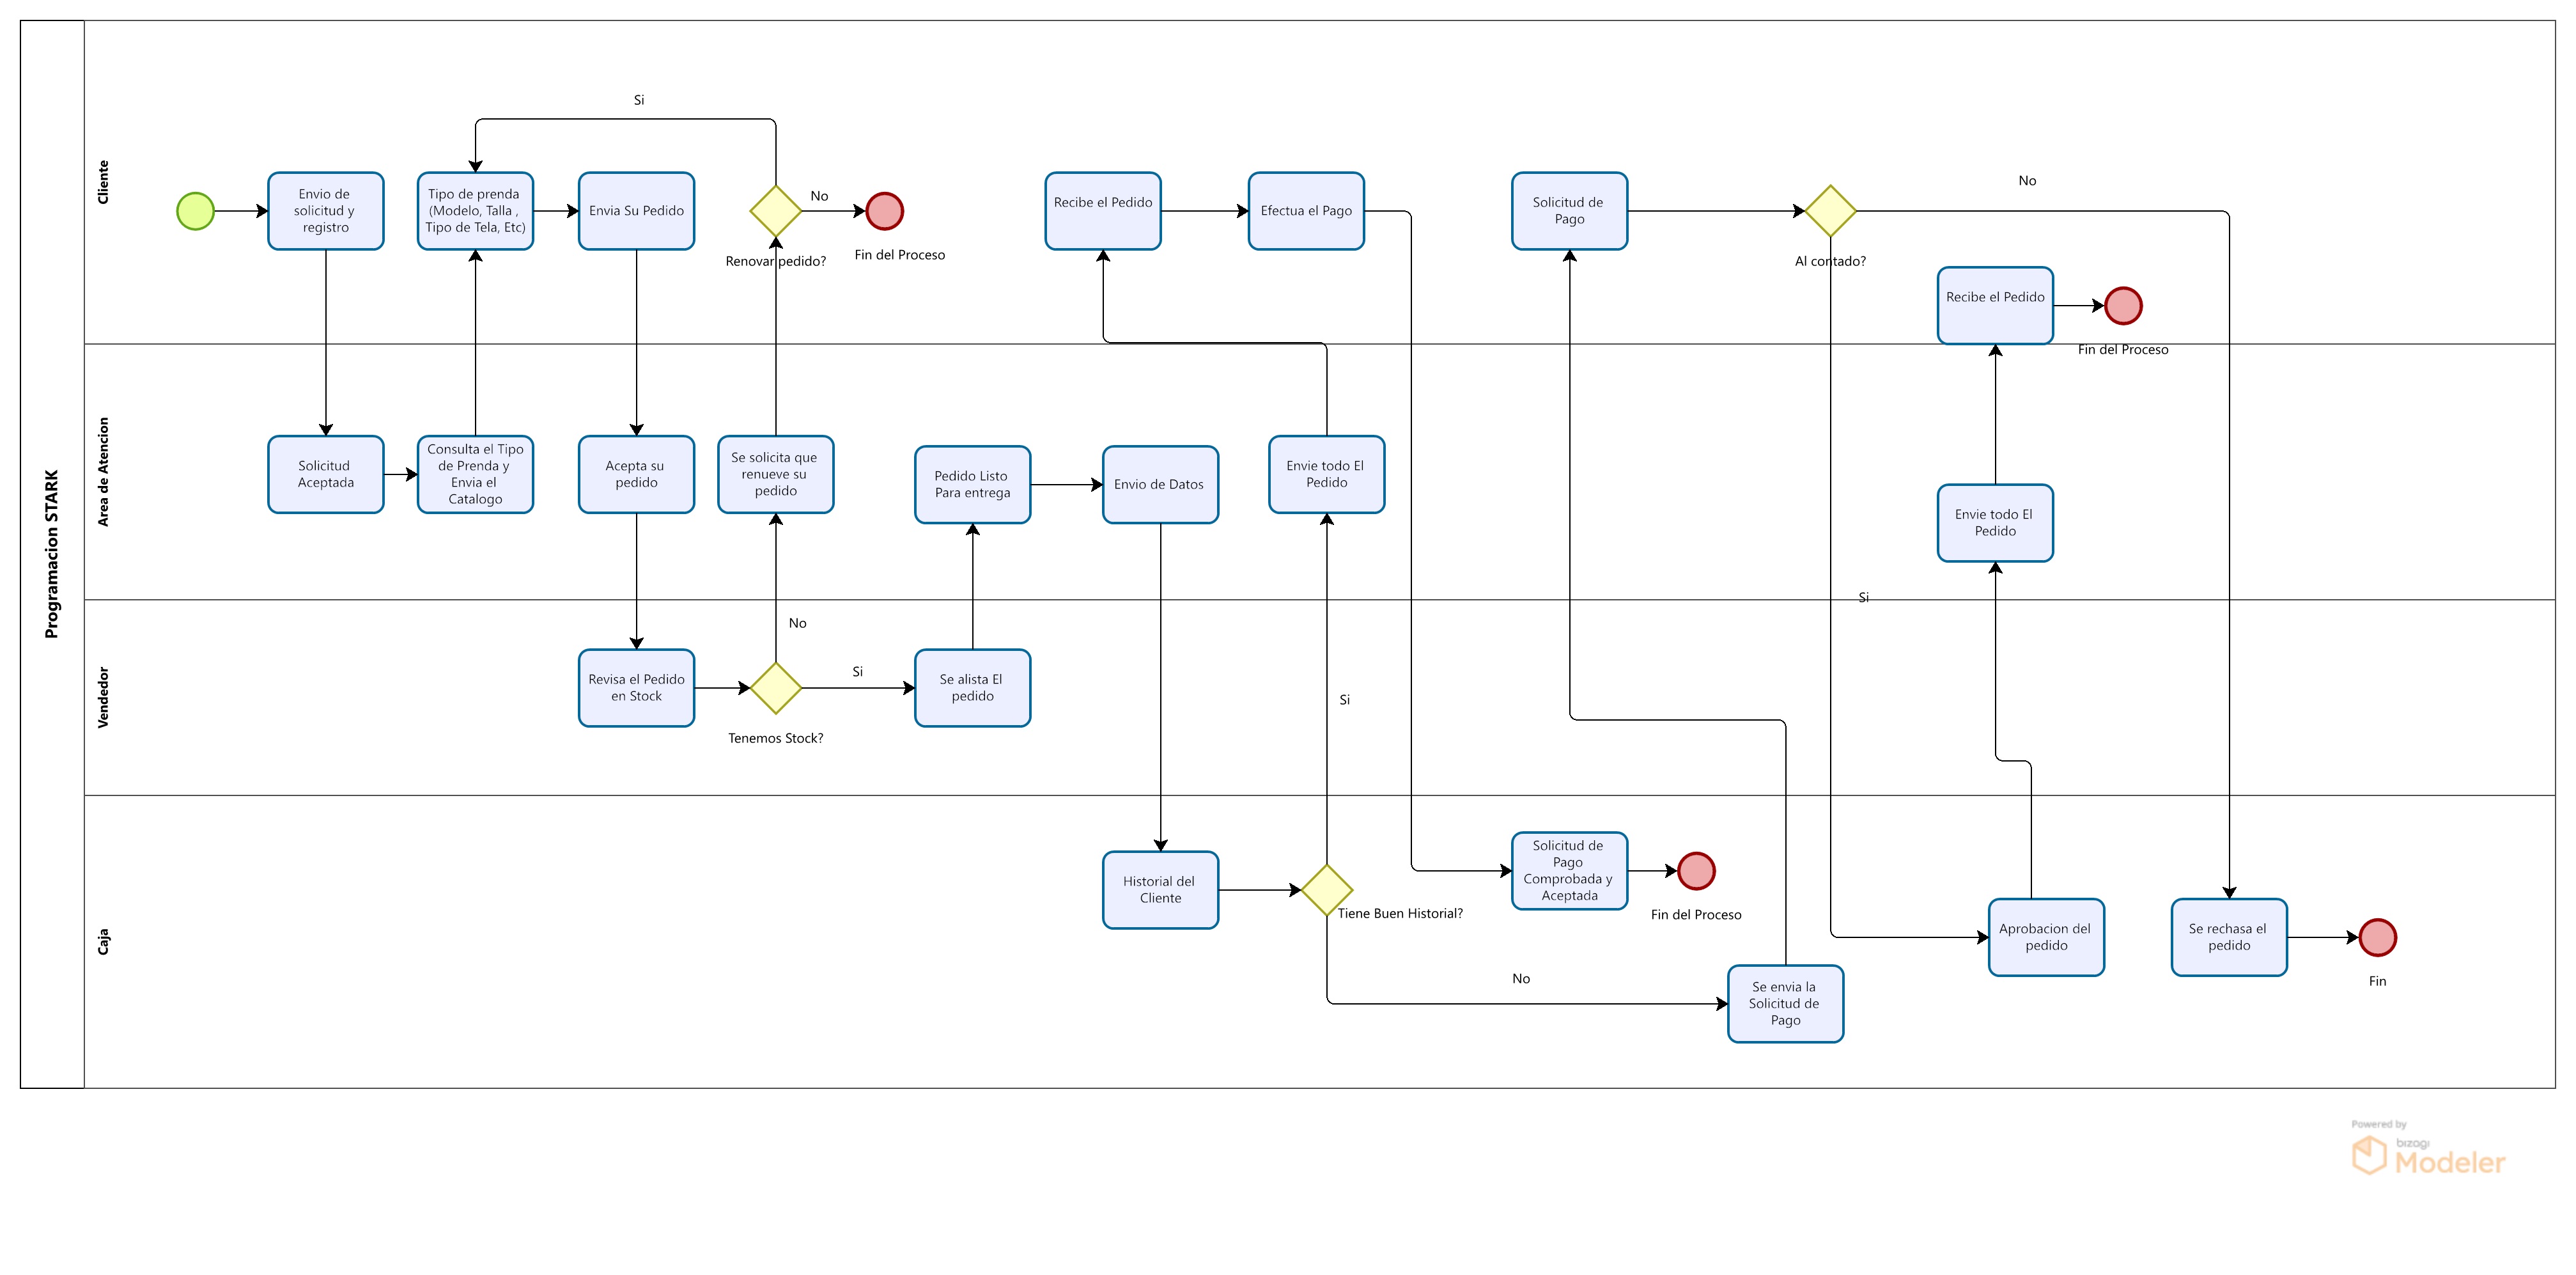 Programacion STARK
Cliente
Si
Envio de
solicitud y
registro
Tipo de prenda
(Modelo, Talla ,
Tipo de Tela, Etc)
Envia Su Pedido
Renovar pedido?
No
Fin del Proceso
Recibe el Pedido
Efectua el Pago
Solicitud de
Pago
Al contado?
No
Recibe el Pedido
Fin del Proceso
Area de Atencion
Solicitud
Aceptada
Consulta el Tipo
de Prenda y
Envia el
Catalogo
Acepta su
pedido
Se solicita que
renueve su
pedido
Pedido Listo
Para entrega
Envio de Datos
Envie todo El
Pedido
Envie todo El
Pedido
Si
Vendedor
Revisa el Pedido
en Stock
No
Tenemos Stock?
Si
Se alista El
pedido
Si
Caja
Historial del
Cliente
Tiene Buen Historial?
Solicitud de
Pago
Comprobada y
Aceptada
Fin del Proceso
No
Se envia la
Solicitud de
Pago
Aprobacion del
pedido
Se rechasa el
pedido
Fin
Powered by
bizagi
Modeler